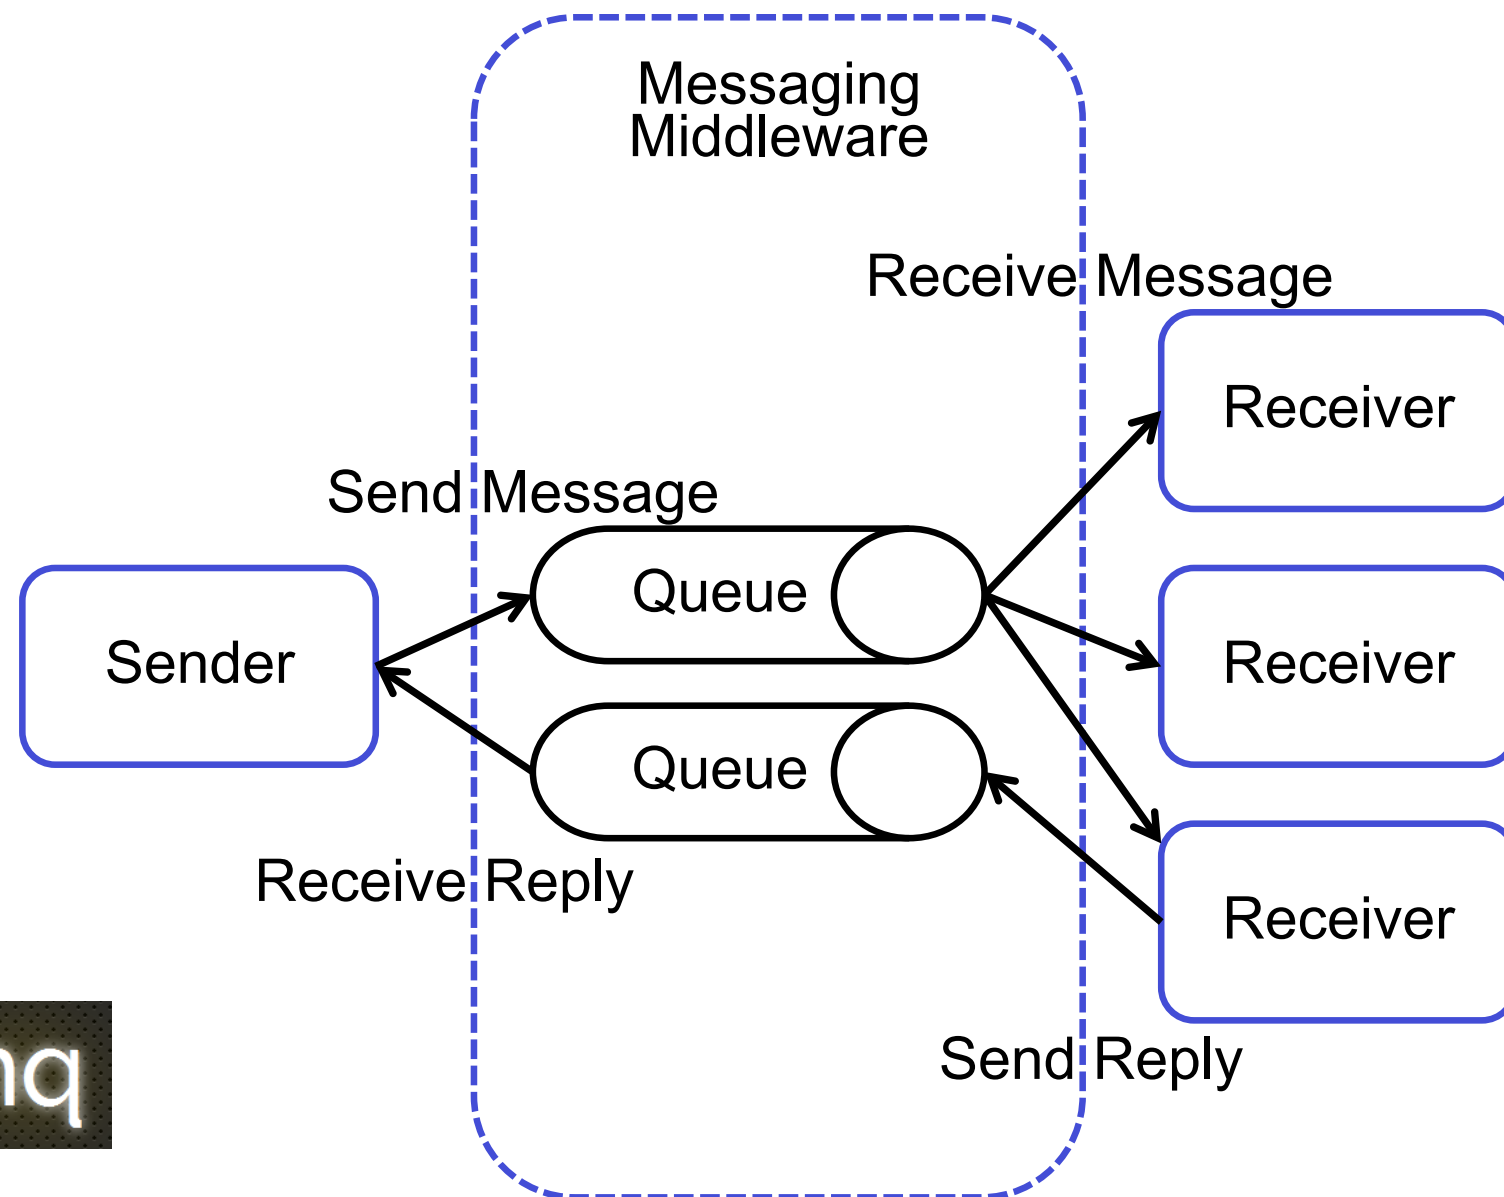 Messaging
Middleware
Receive Message
Receiver
Send Message
Queue
Sender
Receiver
Queue
Receive Reply
Receiver
Send Reply